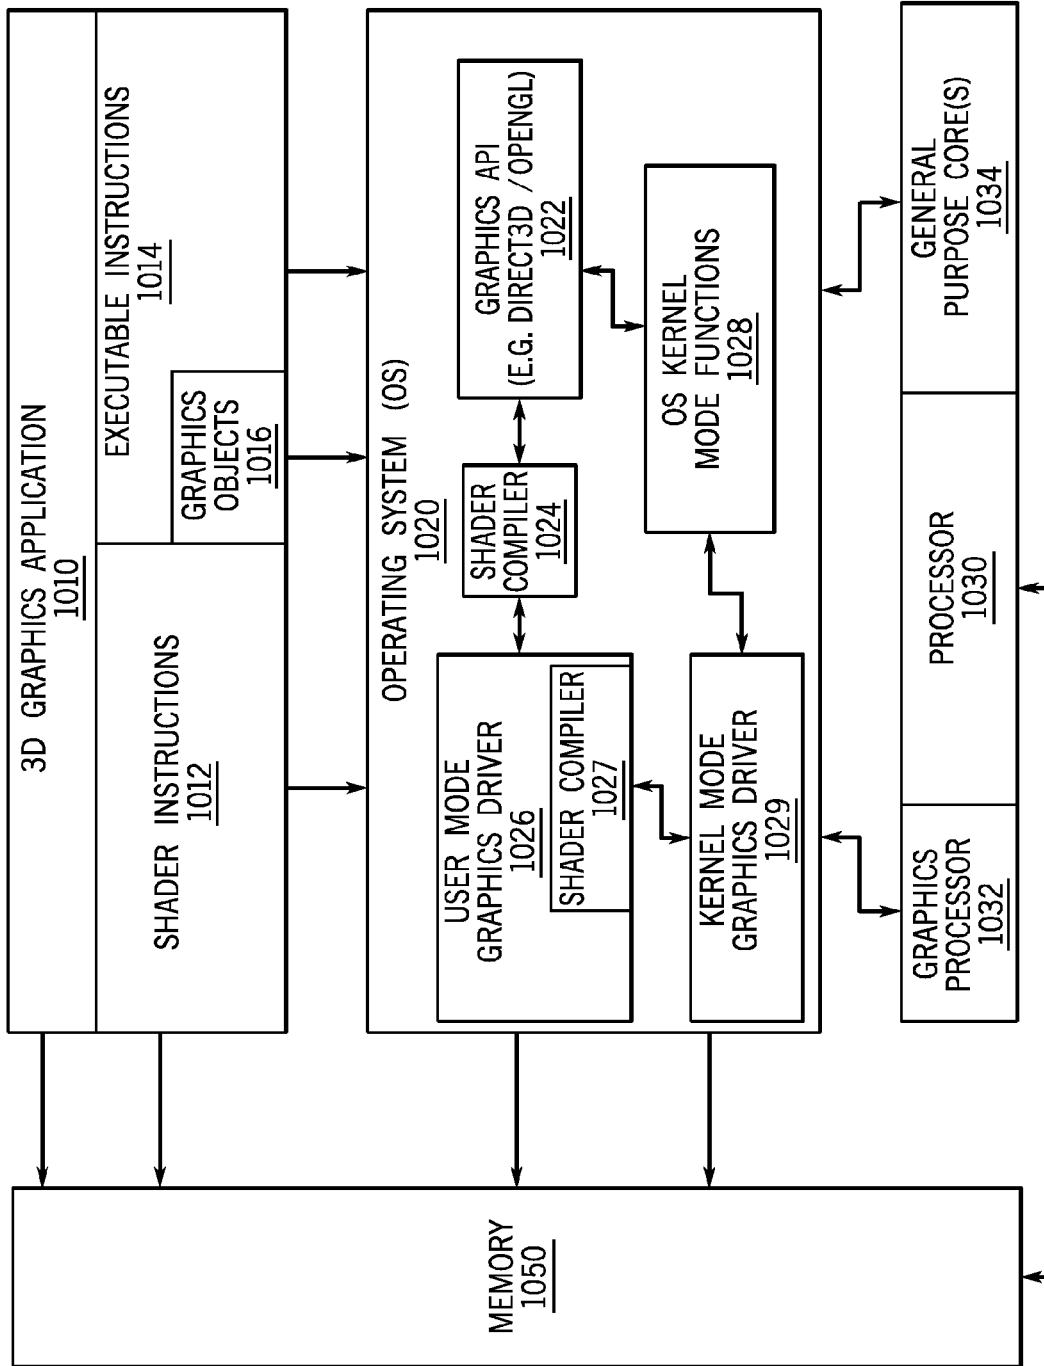 3D GRAPHICS APPLICATION
1010
SHADER INSTRUCTIONS
1012
EXECUTABLE INSTRUCTIONS
1014
GRAPHICS
OBJECTS
1016
OPERATING SYSTEM (OS)
1020
USER MODE
GRAPHICS DRIVER
1026
SHADER COMPILER
1027
SHADER
COMPILER
1024
GRAPHICS API
(E.G. DIRECT3D/OPENGL)
1022
KERNEL MODE
GRAPHICS DRIVER
1029
OS KERNEL
MODE FUNCTIONS
1028
GRAPHICS
PROCESSOR
1032
PROCESSOR
1030
GENERAL
PURPOSE CORE(S)
1034
MEMORY
1050